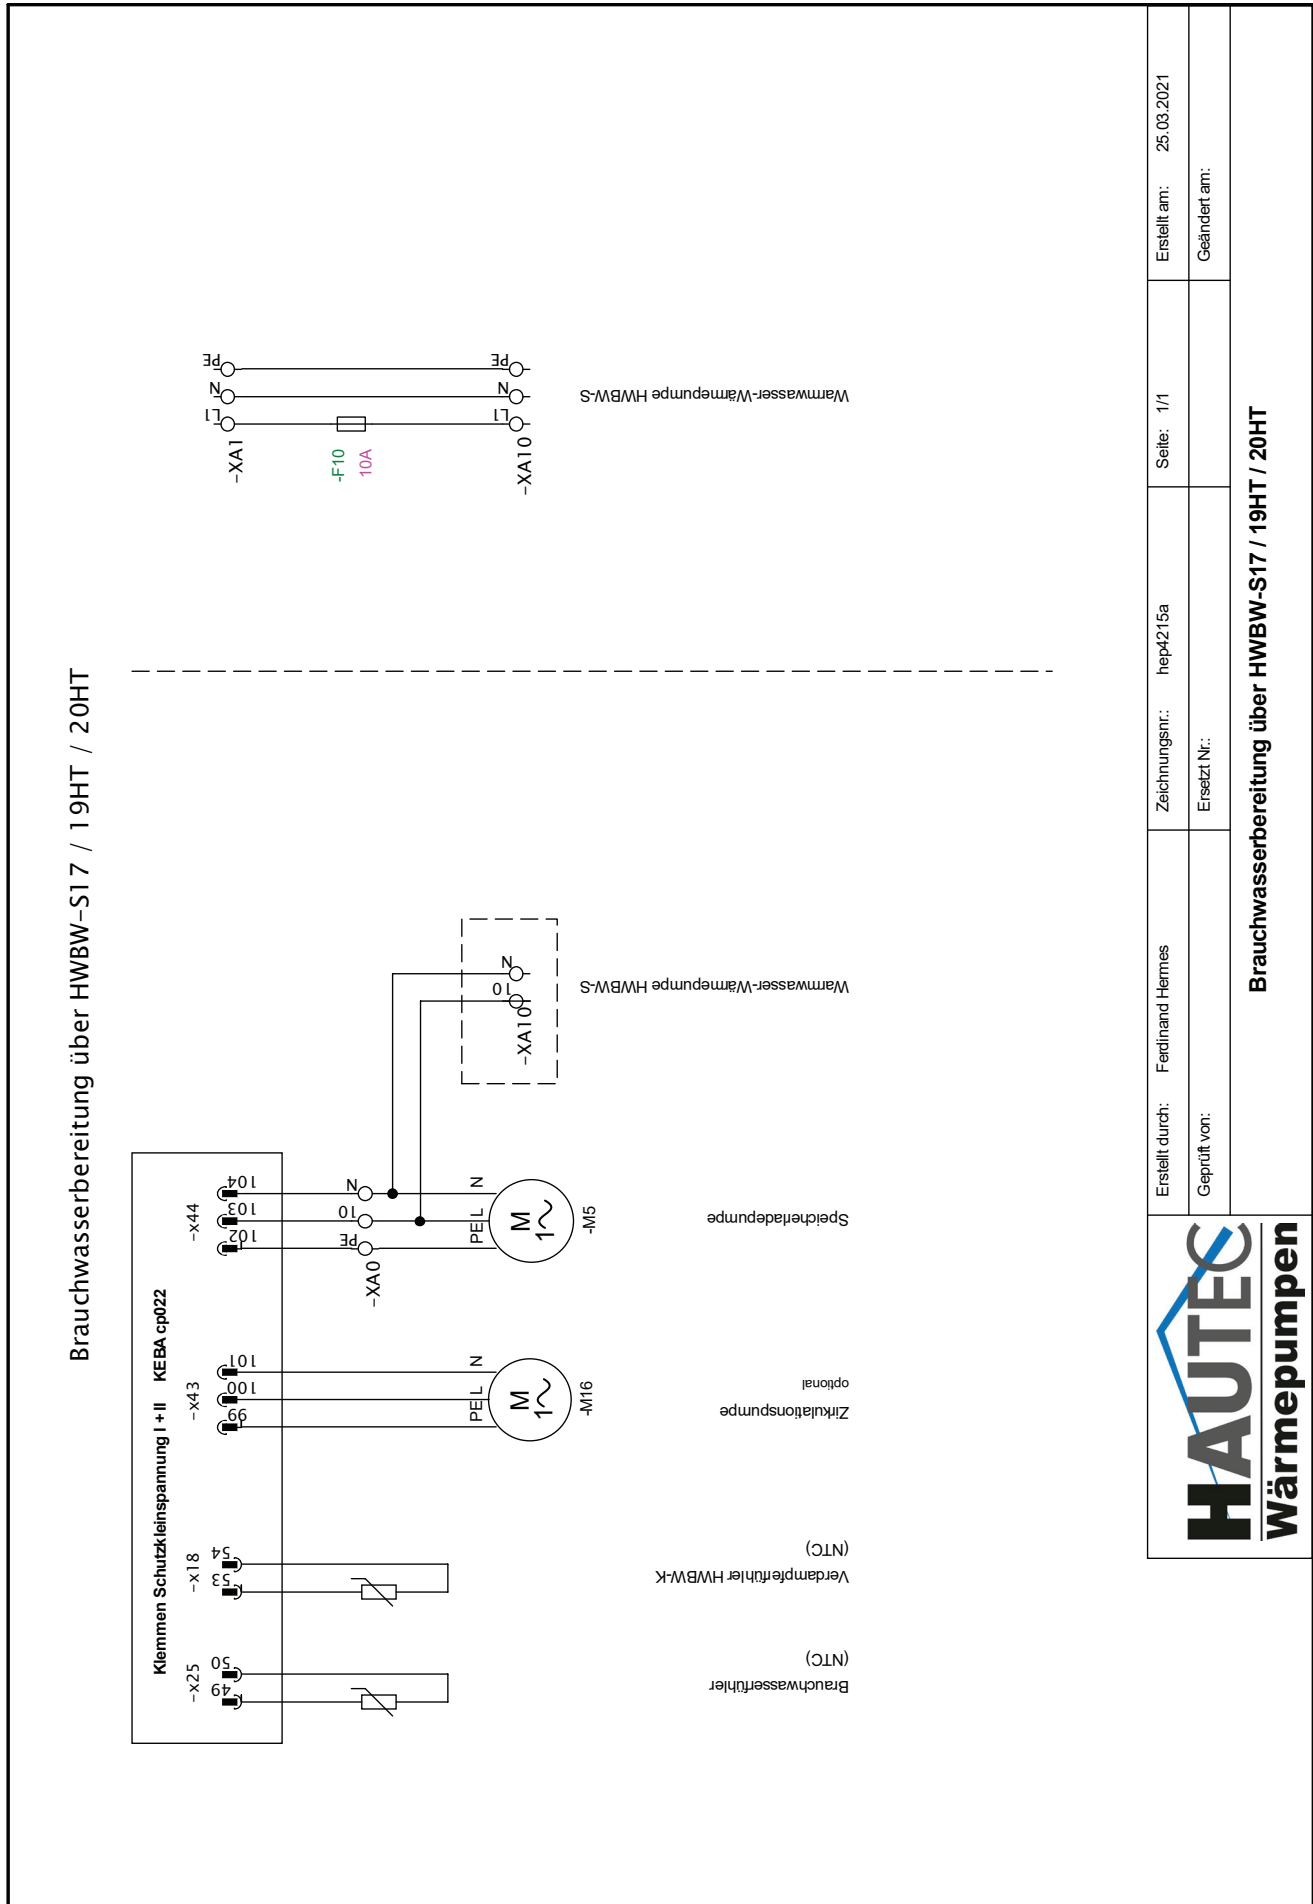 Brauchwasserbereitung über HWBW-S17 / 19HT / 20HT
Klemmen Schutzkleinspannung I + II KEBA cp022
-x25
49
50
-x18
53
54
-x43
99
100
101
-x44
102
103
104
-XA0
PE
10
N
PE
L
N
M
1~
-M16
PE
L
N
M
1~
-M5
-XA10
10
N
Brauchwasserfühler
(NTC)
Verdampferfühler HWBW-K
(NTC)
Zirkulationspumpe
optional
Speicherladepumpe
Warmwasser-Wärmepumpe HWBW-S
-XA1
L1
N
PE
-F10
10A
-XA10
L1
N
PE
Warmwasser-Wärmepumpe HWBW-S
HAUTEC
Wärmepumpen
Erstellt durch: Ferdinand Hermes
Zeichnungsnr.: hep4215a
Seite: 1/1
Erstellt am: 25.03.2021
Geprüft von:
Ersetzt Nr.:
Geändert am:
Brauchwasserbereitung über HWBW-S17 / 19HT / 20HT